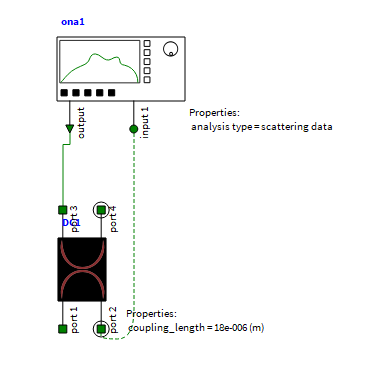 ona1
output
input 1
Properties:
analysis type=scattering data
port 3
port 4
DC1
port 1
port 2
Properties:
coupling_length =18e-006 (m)